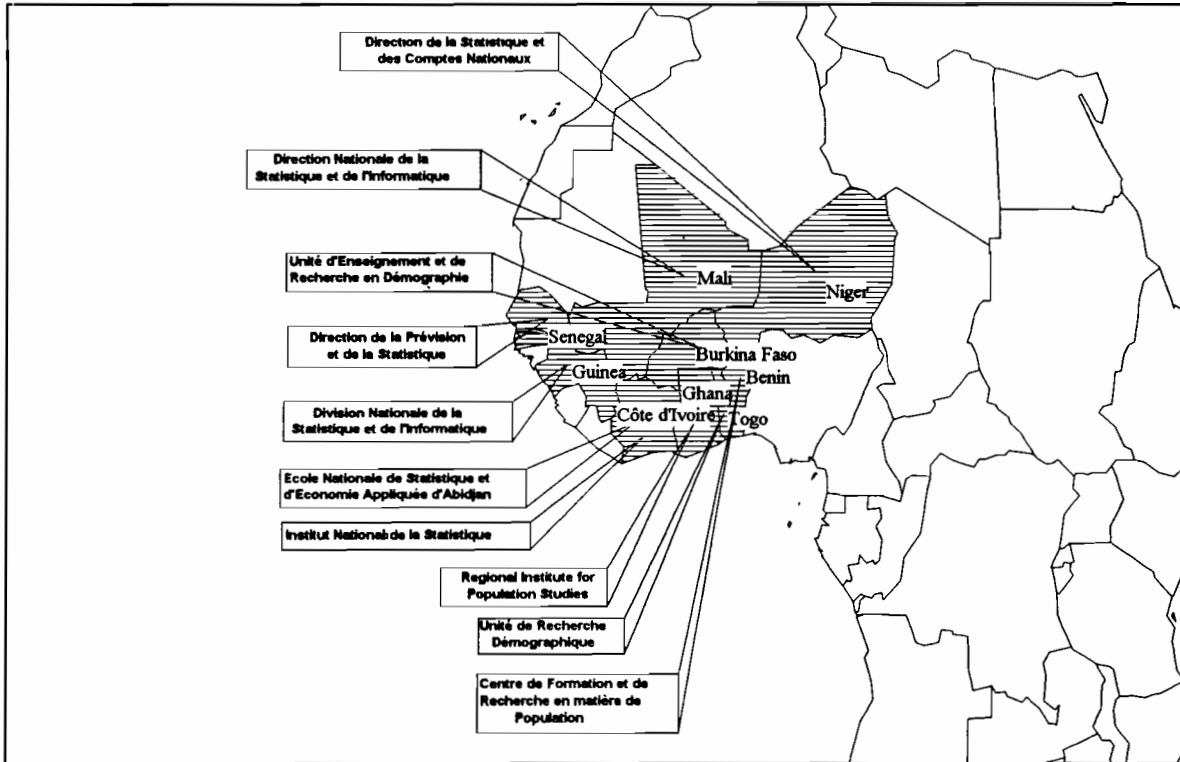 Direction de la Statistique et
des Comptes Nationaux
Direction Nationale de la
Statistique et de l'Informatique
Unité d'Enseignement et de
Recherche en Démographie
Direction de la Prévision
et de la Statistique
Division Nationale de la
Statistique et de l'Informatique
Ecole Nationale de Statistique et
d'Economie Appliquée d'Abidjan
Institut National de la Statistique
Regional Institute for
Population Studies
Unité de Recherche
Démographique
Centre de Formation et de
Recherche en matière de
Population
Mali
Niger
Senegal
Burkina Faso
Guinea
Benin
Ghana
Côte d'Ivoire
Togo